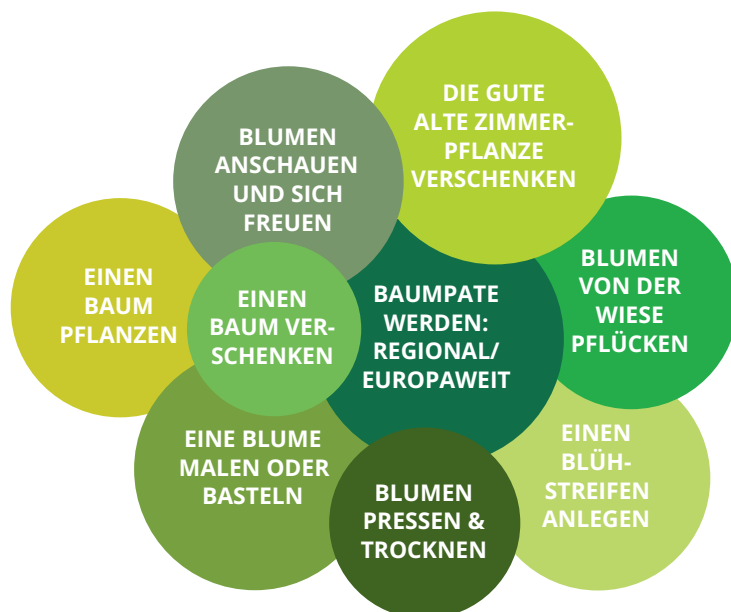 DIE GUTE
ALTE ZIMMER-
PFLANZE
VERSCHENKEN
BLUMEN
ANSCHAUEN
UND SICH
FREUEN
BLUMEN
VON DER
WIESE
PFLÜCKEN
EINEN
BAUM
PFLANZEN
EINEN
BAUM VER-
SCHENKEN
BAUMPATE
WERDEN:
REGIONAL/
EUROPAWEIT
EINE BLUME
MALEN ODER
BASTELN
EINEN
BLÜH-
STREIFEN
ANLEGEN
BLUMEN
PRESSEN &
TROCKNEN